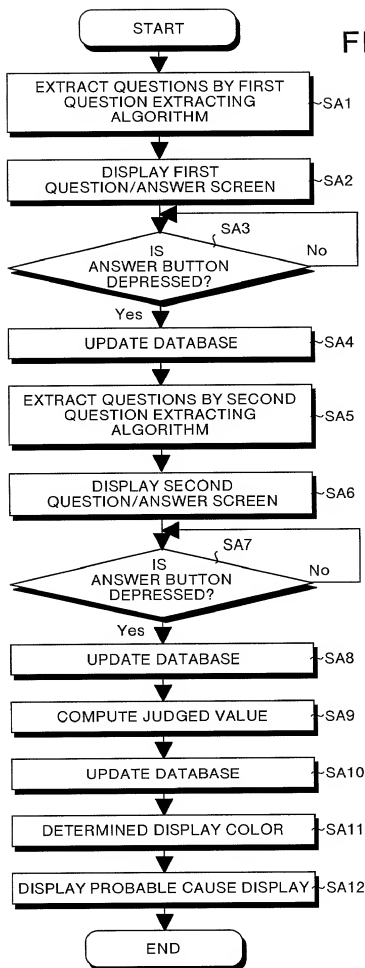 START
FI
EXTRACT QUESTIONS BY FIRST
QUESTION EXTRACTING
ALGORITHM
SA1
DISPLAY FIRST
QUESTION/ANSWER SCREEN
SA2
SA3
IS
ANSWER BUTTON
DEPRESSED?
No
Yes
UPDATE DATABASE
SA4
EXTRACT QUESTIONS BY SECOND
QUESTION EXTRACTING
ALGORITHM
SA5
DISPLAY SECOND
QUESTION/ANSWER SCREEN
SA6
SA7
IS
ANSWER BUTTON
DEPRESSED?
No
Yes
UPDATE DATABASE
SA8
COMPUTE JUDGED VALUE
SA9
UPDATE DATABASE
SA10
DETERMINED DISPLAY COLOR
SA11
DISPLAY PROBABLE CAUSE DISPLAY
SA12
END